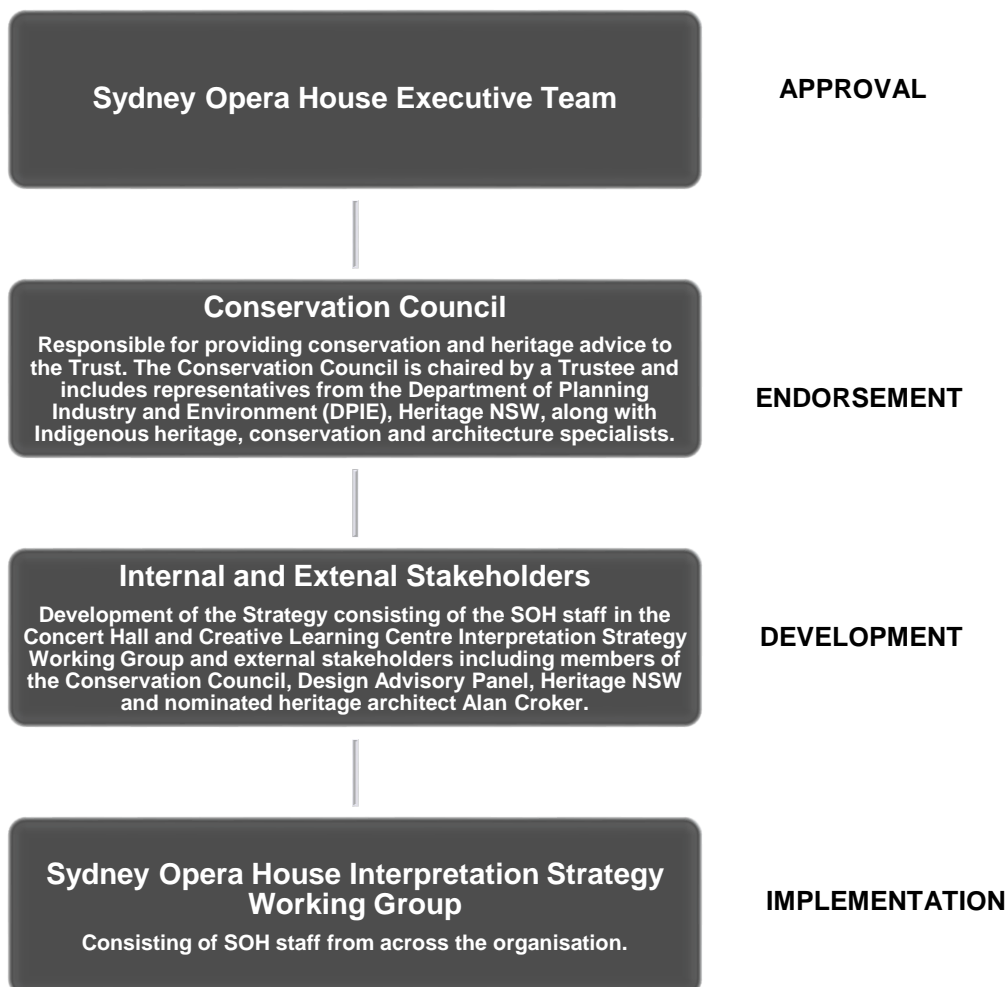 Sydney Opera House Executive Team
APPROVAL
Conservation Council
Responsible for providing conservation and heritage advice to
the Trust. The Conservation Council is chaired by a Trustee and
includes representatives from the Department of Planning
Industry and Environment (DPIE), Heritage NSW, along with
Indigenous heritage, conservation and architecture specialists.
ENDORSEMENT
Internal and Extenal Stakeholders
Development of the Strategy consisting of the SOH staff in the
Concert Hall and Creative Learning Centre Interpretation Strategy
Working Group and external stakeholders including members of
the Conservation Council, Design Advisory Panel, Heritage NSW
and nominated heritage architect Alan Croker.
DEVELOPMENT
Sydney Opera House Interpretation Strategy
Working Group
Consisting of SOH staff from across the organisation.
IMPLEMENTATION